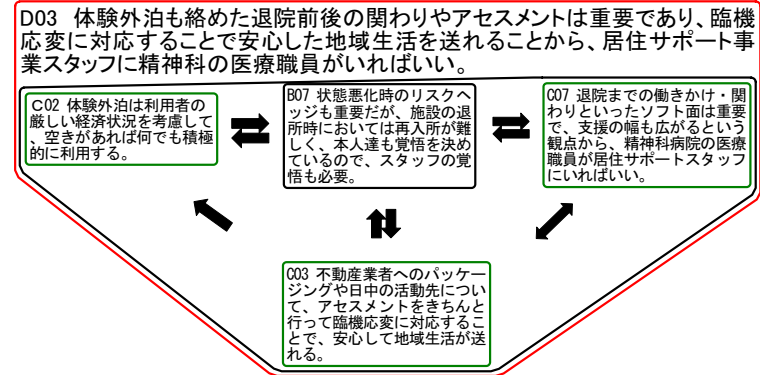 D03 体験外泊も絡めた退院前後の関わりやアセスメントは重要であり、臨機
応変に対応することで安心した地域生活を送れることから、居住サポート事
業スタッフに精神科の医療職員がいればいい。
C02 体験外泊は利用者の
厳しい経済状況を考慮して
、空きがあれば何でも積極
的に利用する。
B07 状態悪化時のリスクヘ
ッジも重要だが、施設の退
所時においては再入所が難
しく、本人達も覚悟を決め
ているので、スタッフの覚
悟も必要。
C07 退院までの働きかけ・関
わりといったソフト面は重要
で、支援の幅も広がるという
観点から、精神科病院の医療
職員が居住サポートスタッフ
にいればいい。
C03 不動産業者へのパッケー
ジングや日中の活動先につい
て、アセスメントをきちんと
行って臨機応変に対応するこ
とで、安心して地域生活が送
れる。